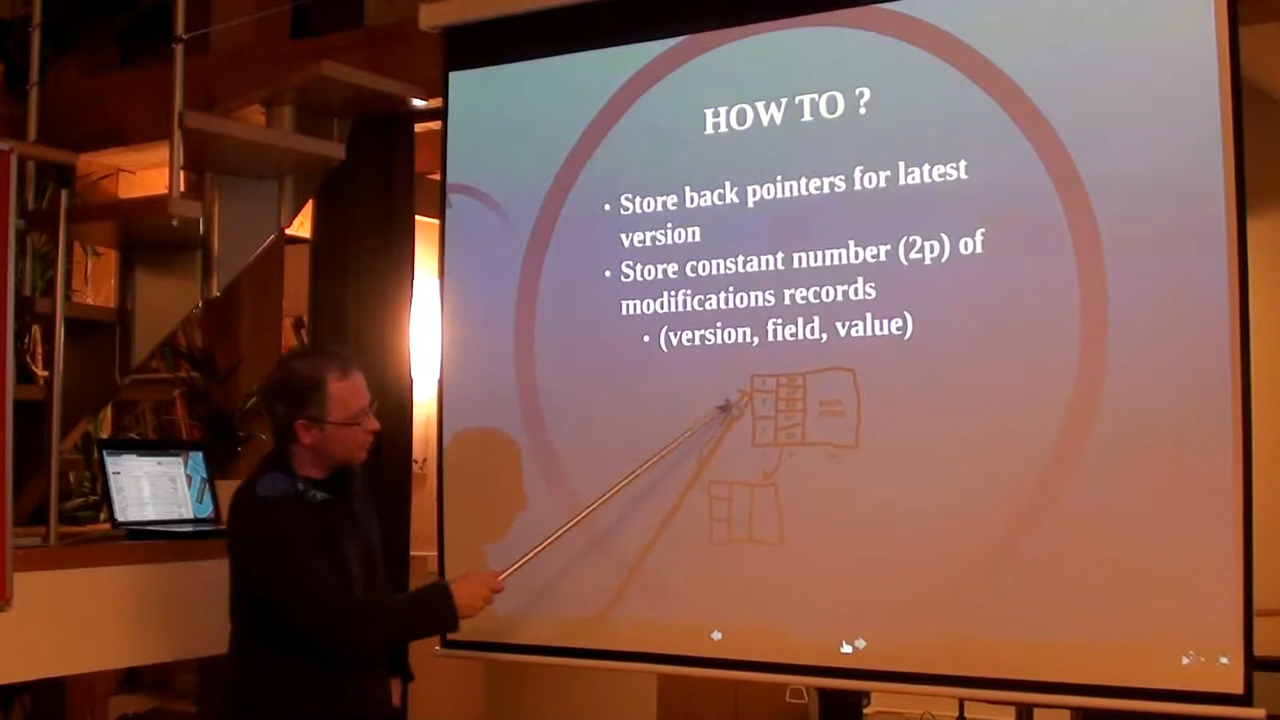 HOW TO ?
• Store back pointers for latest
version
• Store constant number (2p) of
modifications records
• (version, field, value)